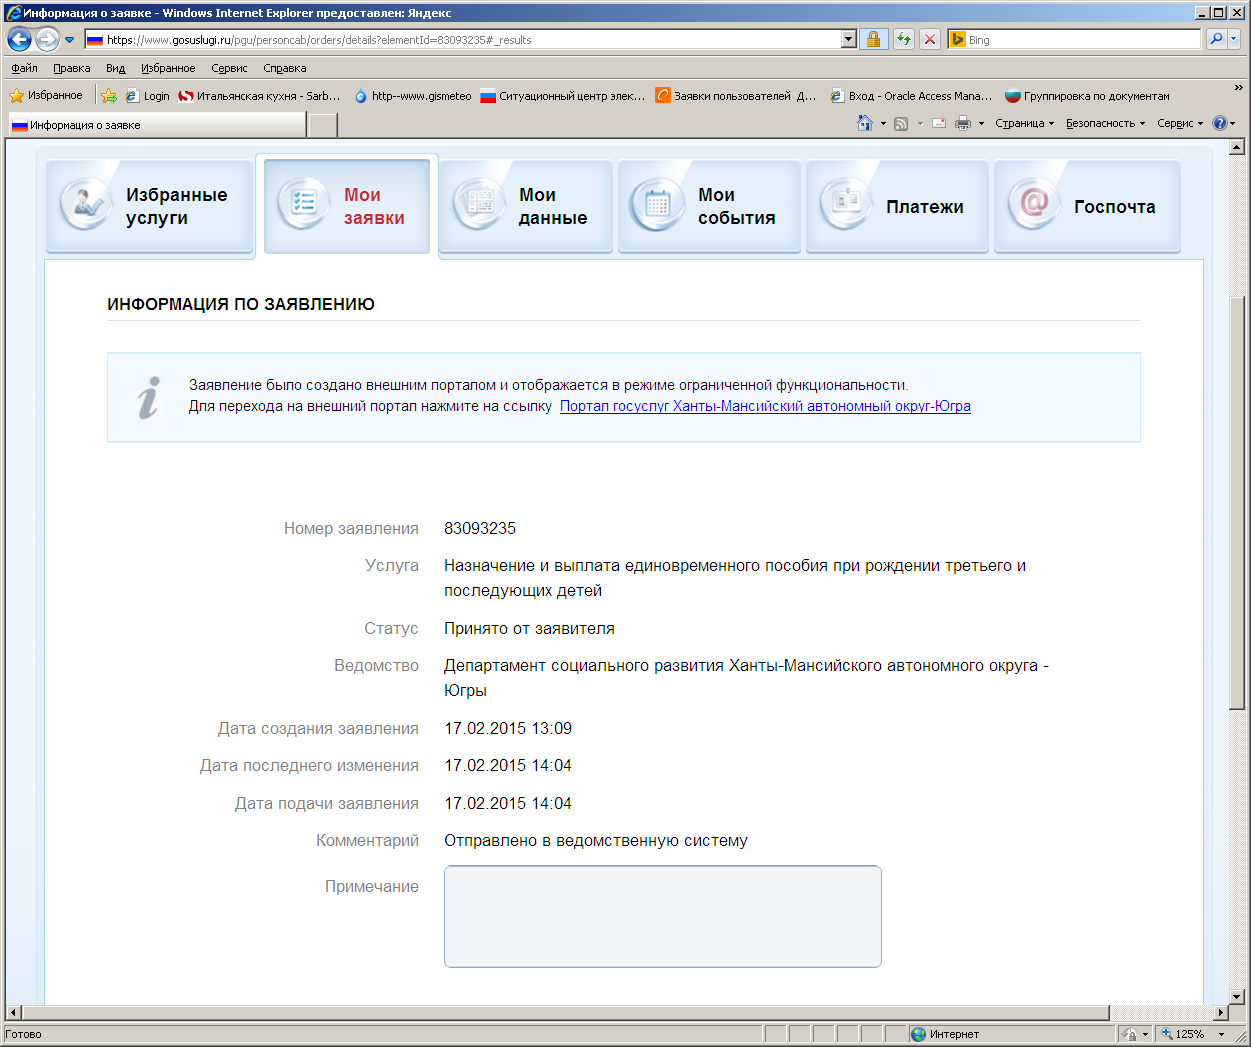 Информация о заявке - Windows Internet Explorer предоставлен: Яндекс
https://www.gosuslugi.ru/pgu/personcab/orders/details?elementId=83093235#_results
Bing
Файл Правка Вид Избранное Сервис Справка
Избранное Login Итальянская кухня - Sarb... http--www.gismeteo Ситуационный центр элек... Заявки пользователей Д... Вход - Oracle Access Mana... Группировка по документам
Информация о заявке
Страница Безопасность Сервис
Избранные услуги
Мои заявки
Мои данные
Мои события
Платежи
Госпочта
ИНФОРМАЦИЯ ПО ЗАЯВЛЕНИЮ
Заявление было создано внешним порталом и отображается в режиме ограниченной функциональности.
Для перехода на внешний портал нажмите на ссылку Портал госуслуг Ханты-Мансийский автономный округ-Югра
Номер заявления 83093235
Услуга Назначение и выплата единовременного пособия при рождении третьего и
последующих детей
Статус Принято от заявителя
Ведомство Департамент социального развития Ханты-Мансийского автономного округа -
Югры
Дата создания заявления 17.02.2015 13:09
Дата последнего изменения 17.02.2015 14:04
Дата подачи заявления 17.02.2015 14:04
Комментарий Отправлено в ведомственную систему
Примечание
Готово Интернет 125%